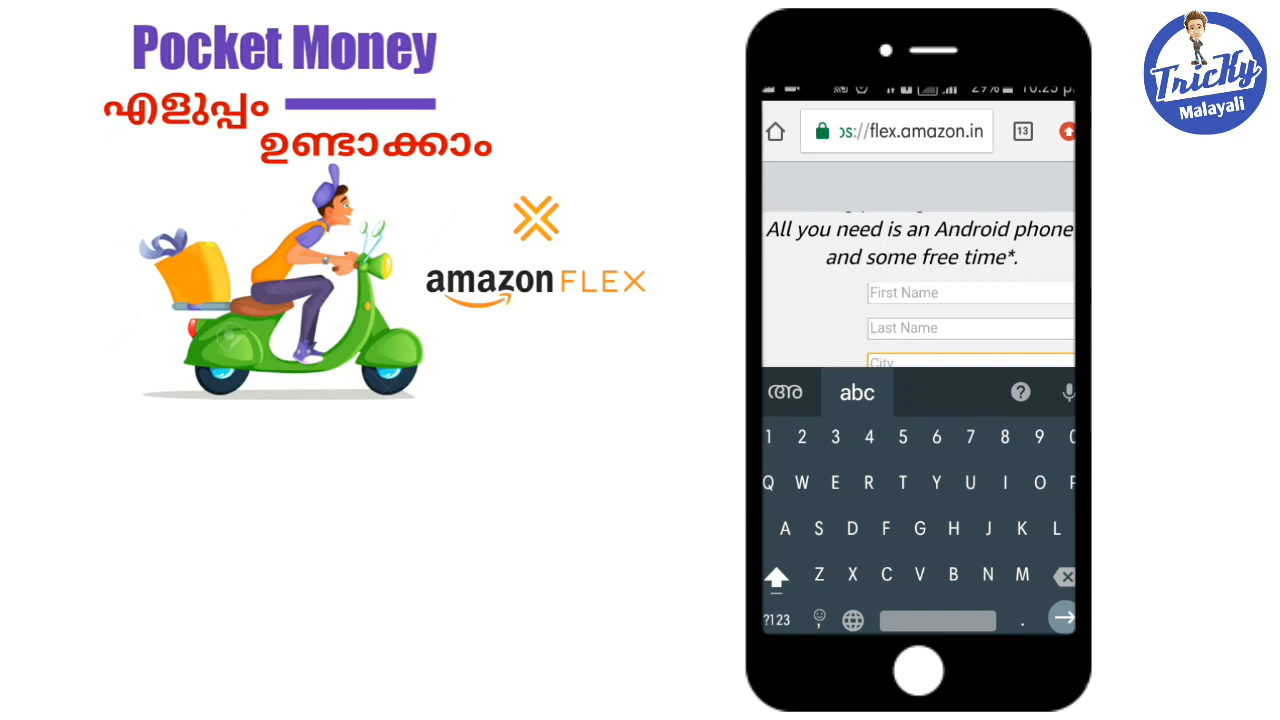 Pocket Money
എളുപ്പം
ഉണ്ടാക്കാം
amazon FLEX
TricKy
Malayali
29%
flex.amazon.in
13
All you need is an Android phone
and some free time*.
First Name
Last Name
City
അ abc ?
1 2 3 4 5 6 7 8 9 0
Q W E R T Y U I O P
A S D F G H J K L
Z X C V B N M
?123 , .